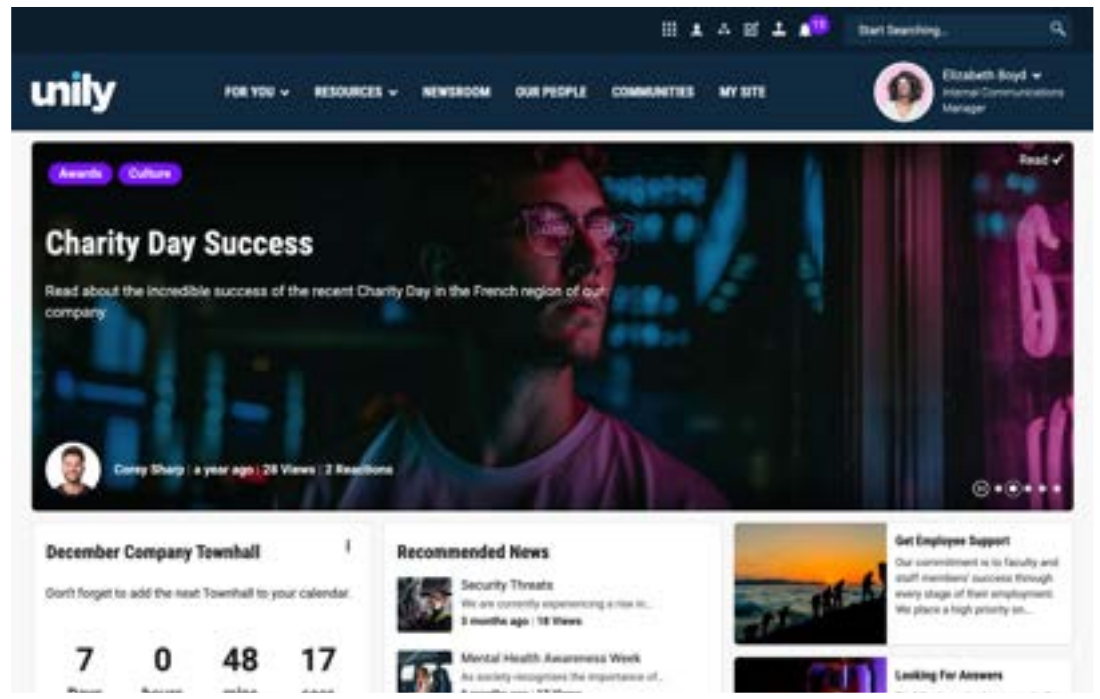 Start Searching...
unily
FOR YOU
RESOURCES
NEWSROOM
OUR PEOPLE
COMMUNITIES
MY SITE
Elizabeth Boyd
Internal Communications
Manager
Awards
Culture
Read
Charity Day Success
Read about the incredible success of the recent Charity Day in the French region of our
company
Corey Sharp | a year ago | 28 Views | 2 Reactions
December Company Townhall
Don't forget to add the next Townhall to your calendar.
7
0
48
17
Days
hours
mins
secs
Recommended News
Security Threats
We are currently experiencing a rise in...
3 months ago | 18 Views
Mental Health Awareness Week
As society recognises the importance of...
Get Employee Support
Our commitment is to faculty and
staff members' success through
every stage of their employment.
We place a high priority on...
Looking For Answers